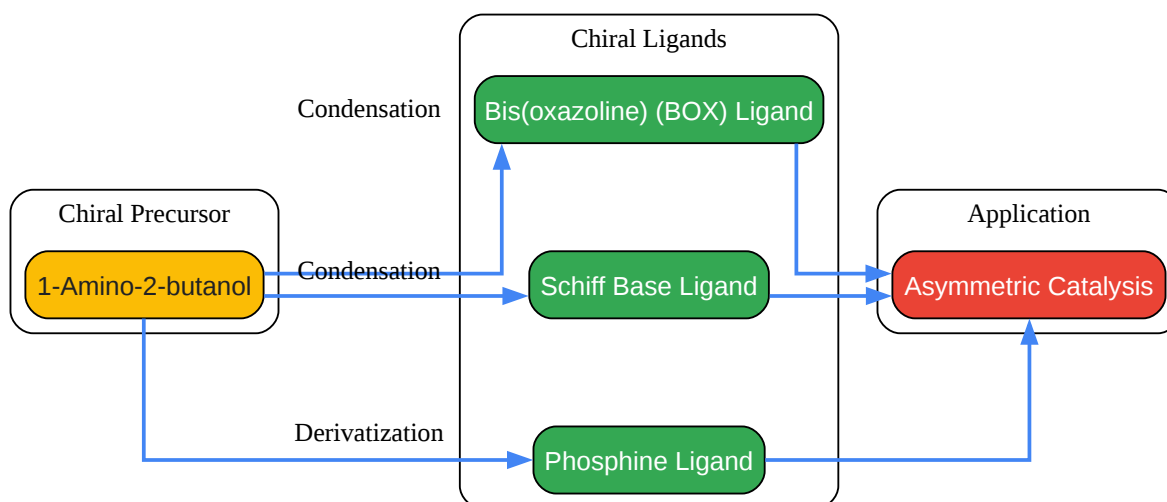 Chiral Ligands
Condensation
Bis(oxazoline) (BOX) Ligand
Chiral Precursor
Application
1-Amino-2-butanol
Condensation
Schiff Base Ligand
Asymmetric Catalysis
Derivatization
Phosphine Ligand